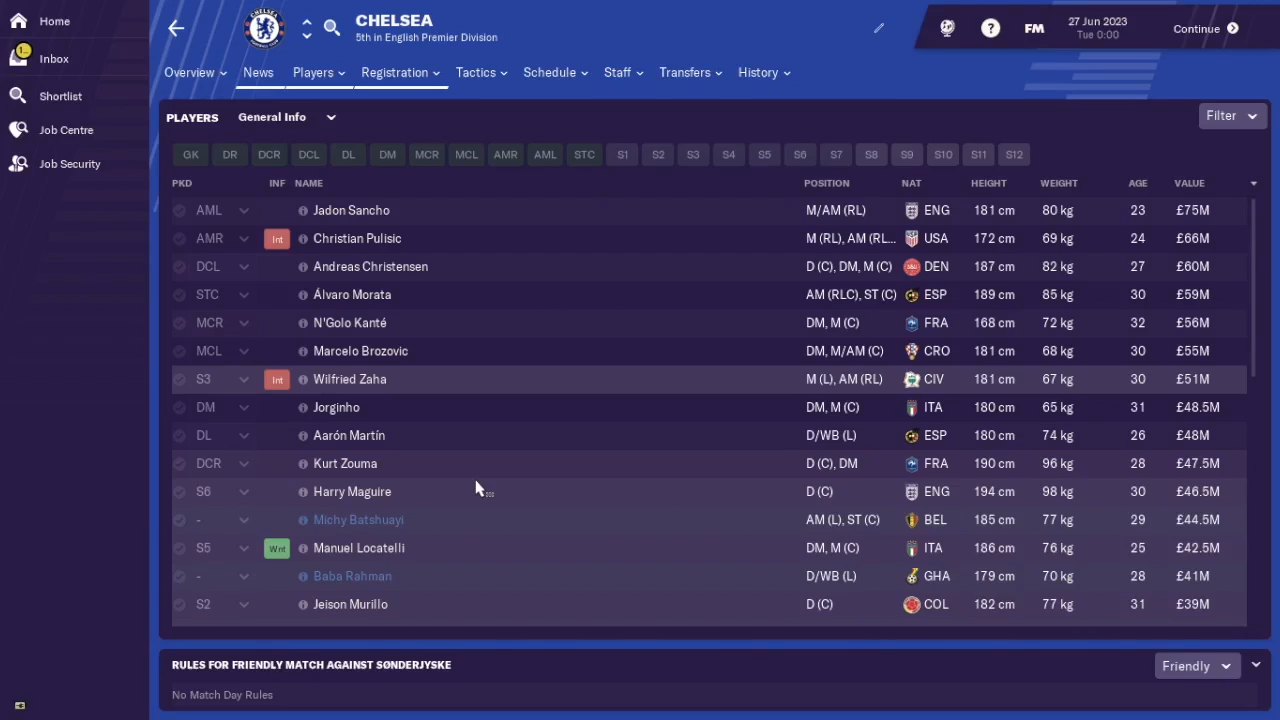 Home
1...
Inbox
Shortlist
Job Centre
Job Security
CHELSEA
5th in English Premier Division
? FM 27 Jun 2023 Continue
Tue 0:00
Overview News Players Registration Tactics Schedule Staff Transfers History
PLAYERS General Info Filter
GK DR DCR DCL DL DM MCR MCL AMR AML STC S1 S2 S3 S4 S5 S6 S7 S8 S9 S10 S11 S12
PKD INF NAME POSITION NAT HEIGHT WEIGHT AGE VALUE
AML Jadon Sancho M/AM (RL) ENG 181 cm 80 kg 23 £75M
AMR Int Christian Pulisic M (RL), AM (RL... USA 172 cm 69 kg 24 £66M
DCL Andreas Christensen D (C), DM, M (C) DEN 187 cm 82 kg 27 £60M
STC Álvaro Morata AM (RLC), ST (C) ESP 189 cm 85 kg 30 £59M
MCR N'Golo Kanté DM, M (C) FRA 168 cm 72 kg 32 £56M
MCL Marcelo Brozovic DM, M/AM (C) CRO 181 cm 68 kg 30 £55M
S3 Int Wilfried Zaha M (L), AM (RL) CIV 181 cm 67 kg 30 £51M
DM Jorginho DM, M (C) ITA 180 cm 65 kg 31 £48.5M
DL Aarón Martín D/WB (L) ESP 180 cm 74 kg 26 £48M
DCR Kurt Zouma D (C), DM FRA 190 cm 96 kg 28 £47.5M
S6 Harry Maguire D (C) ENG 194 cm 98 kg 30 £46.5M
- Michy Batshuayi AM (L), ST (C) BEL 185 cm 77 kg 29 £44.5M
S5 Wnt Manuel Locatelli DM, M (C) ITA 186 cm 76 kg 25 £42.5M
- Baba Rahman D/WB (L) GHA 179 cm 70 kg 28 £41M
S2 Jeison Murillo D (C) COL 182 cm 77 kg 31 £39M
RULES FOR FRIENDLY MATCH AGAINST SØNDERJYSKE Friendly
No Match Day Rules